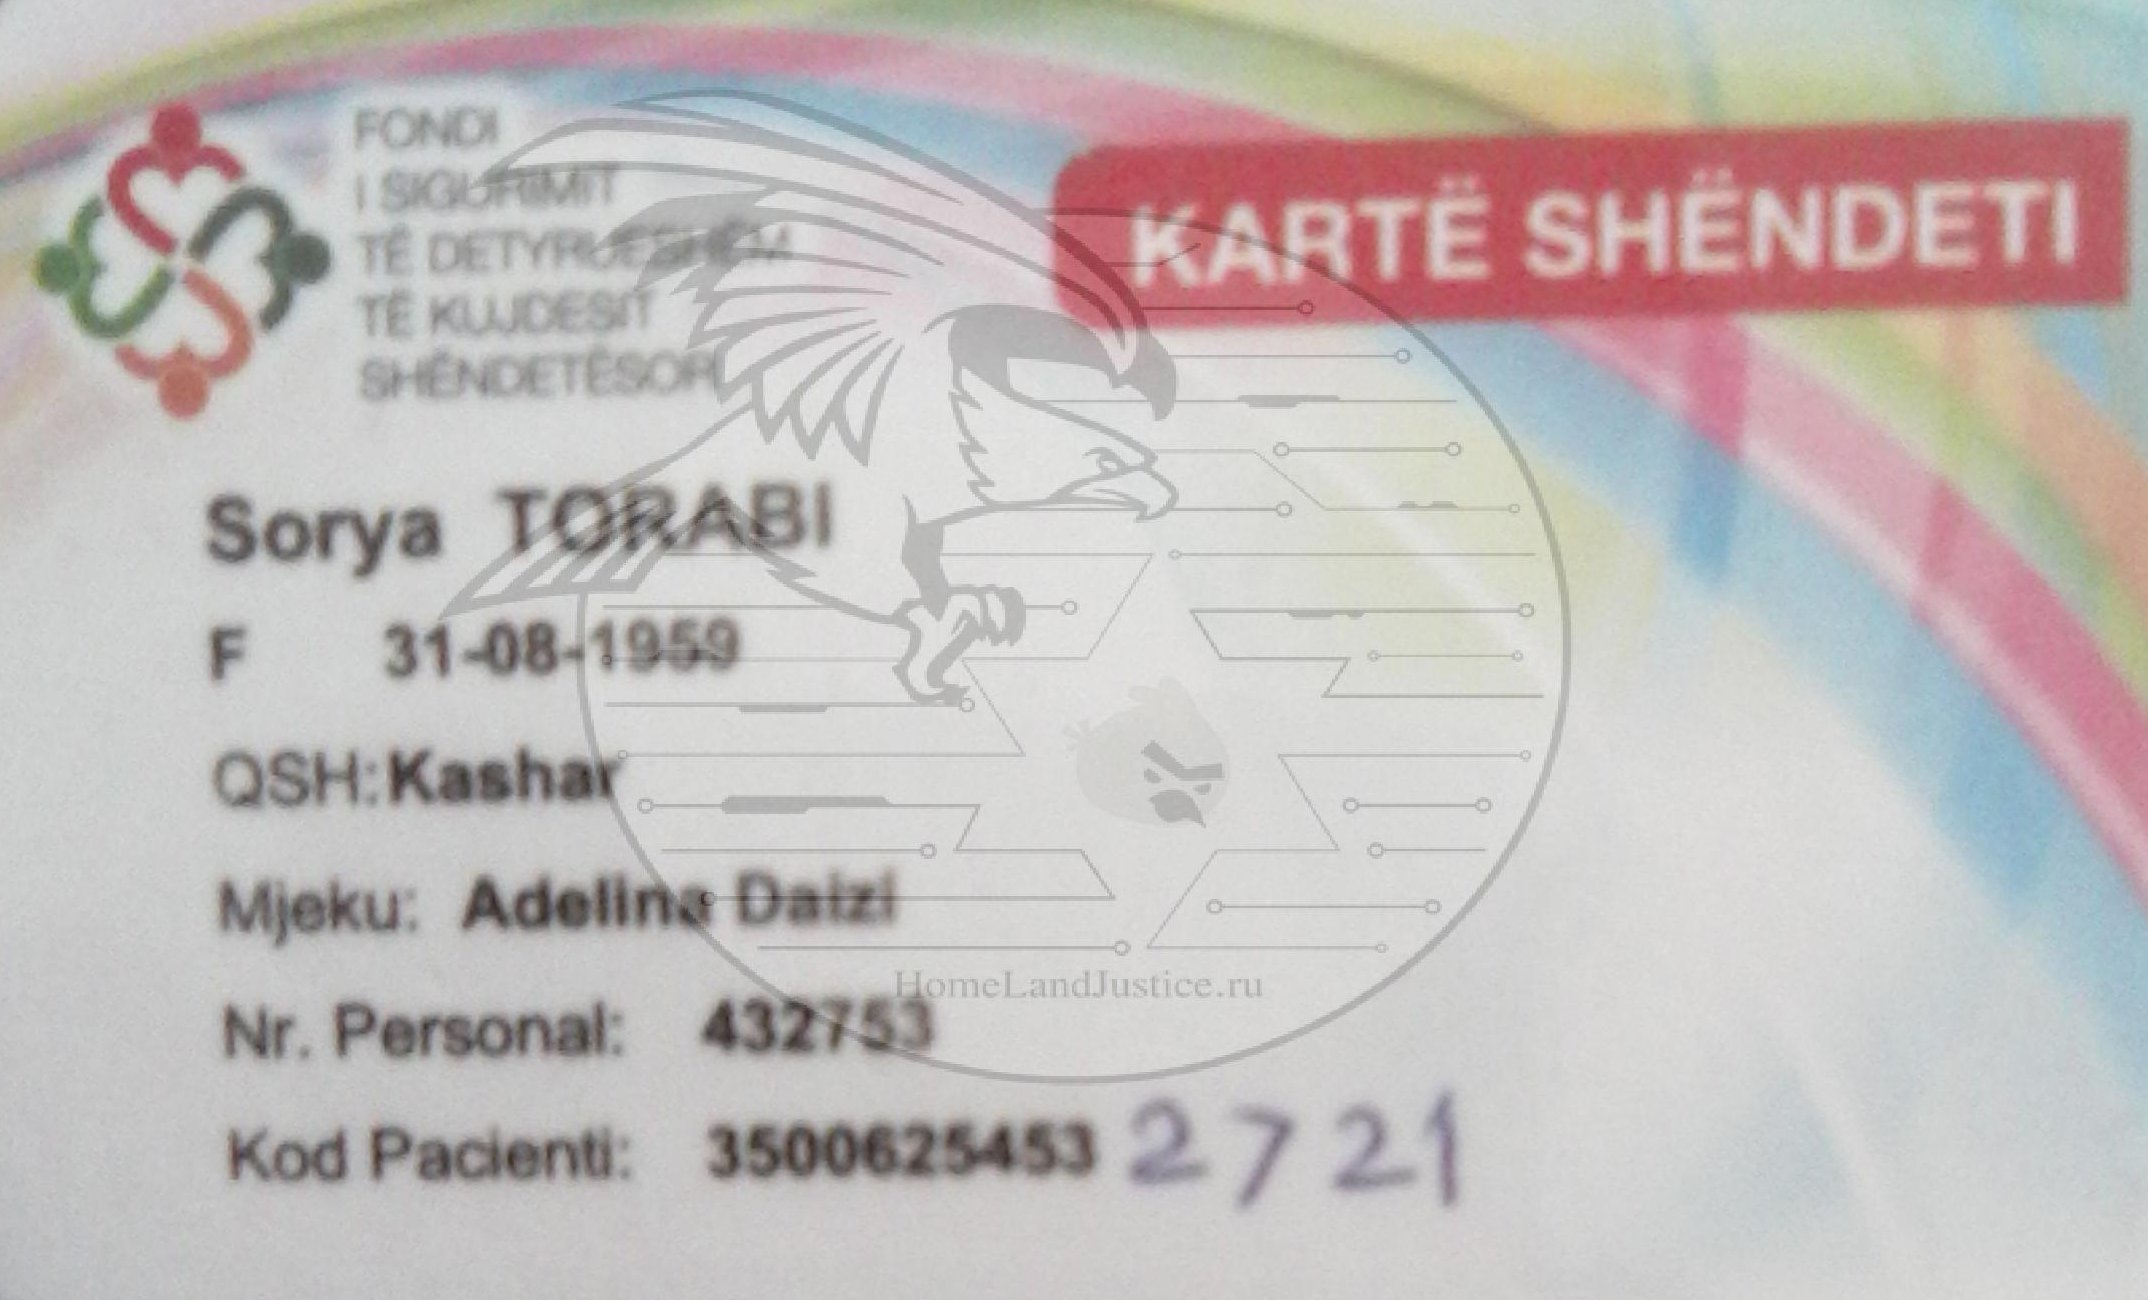 FONDI
I SIGURIMIT
TË DETYRUESHËM
TË KUJDESIT
SHËNDETËSOR
KARTË SHËNDETI
Sorya TORABI
F 31-08-1959
QSH: Kashar
Mjeku: Adelina Daizi
HomeLandJustice.ru
Nr. Personal: 432753
Kod Pacienti: 3500625453 2721